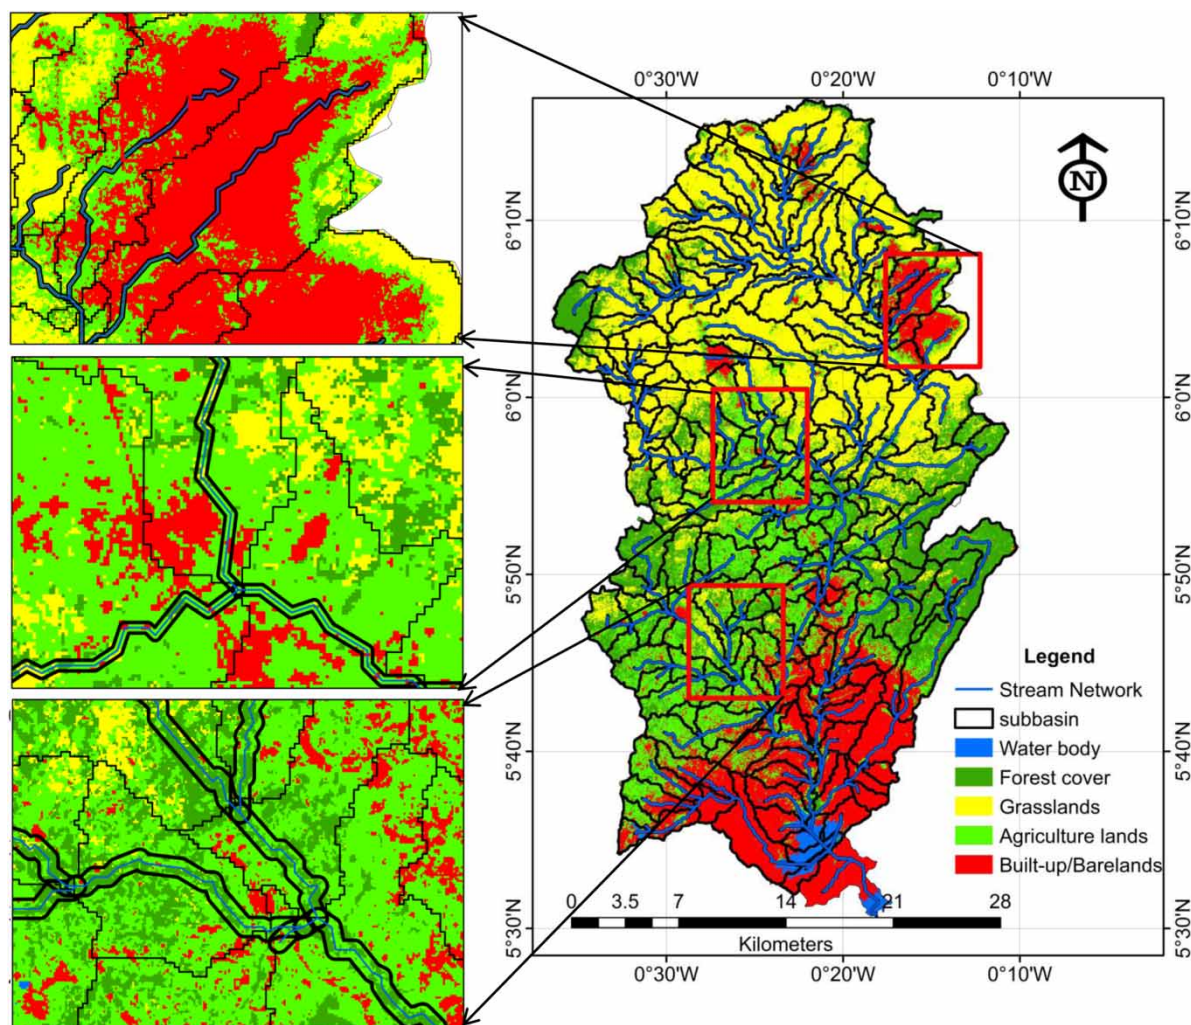 0°30'W 0°20'W 0°10'W
N
6°10'N
6°10'N
6°0'N
6°0'N
5°50'N
5°50'N
5°40'N
5°40'N
5°30'N
5°30'N
Legend
Stream Network
subbasin
Water body
Forest cover
Grasslands
Agriculture lands
Built-up/Barelands
0 3.5 7 14 21 28
Kilometers
0°30'W 0°20'W 0°10'W